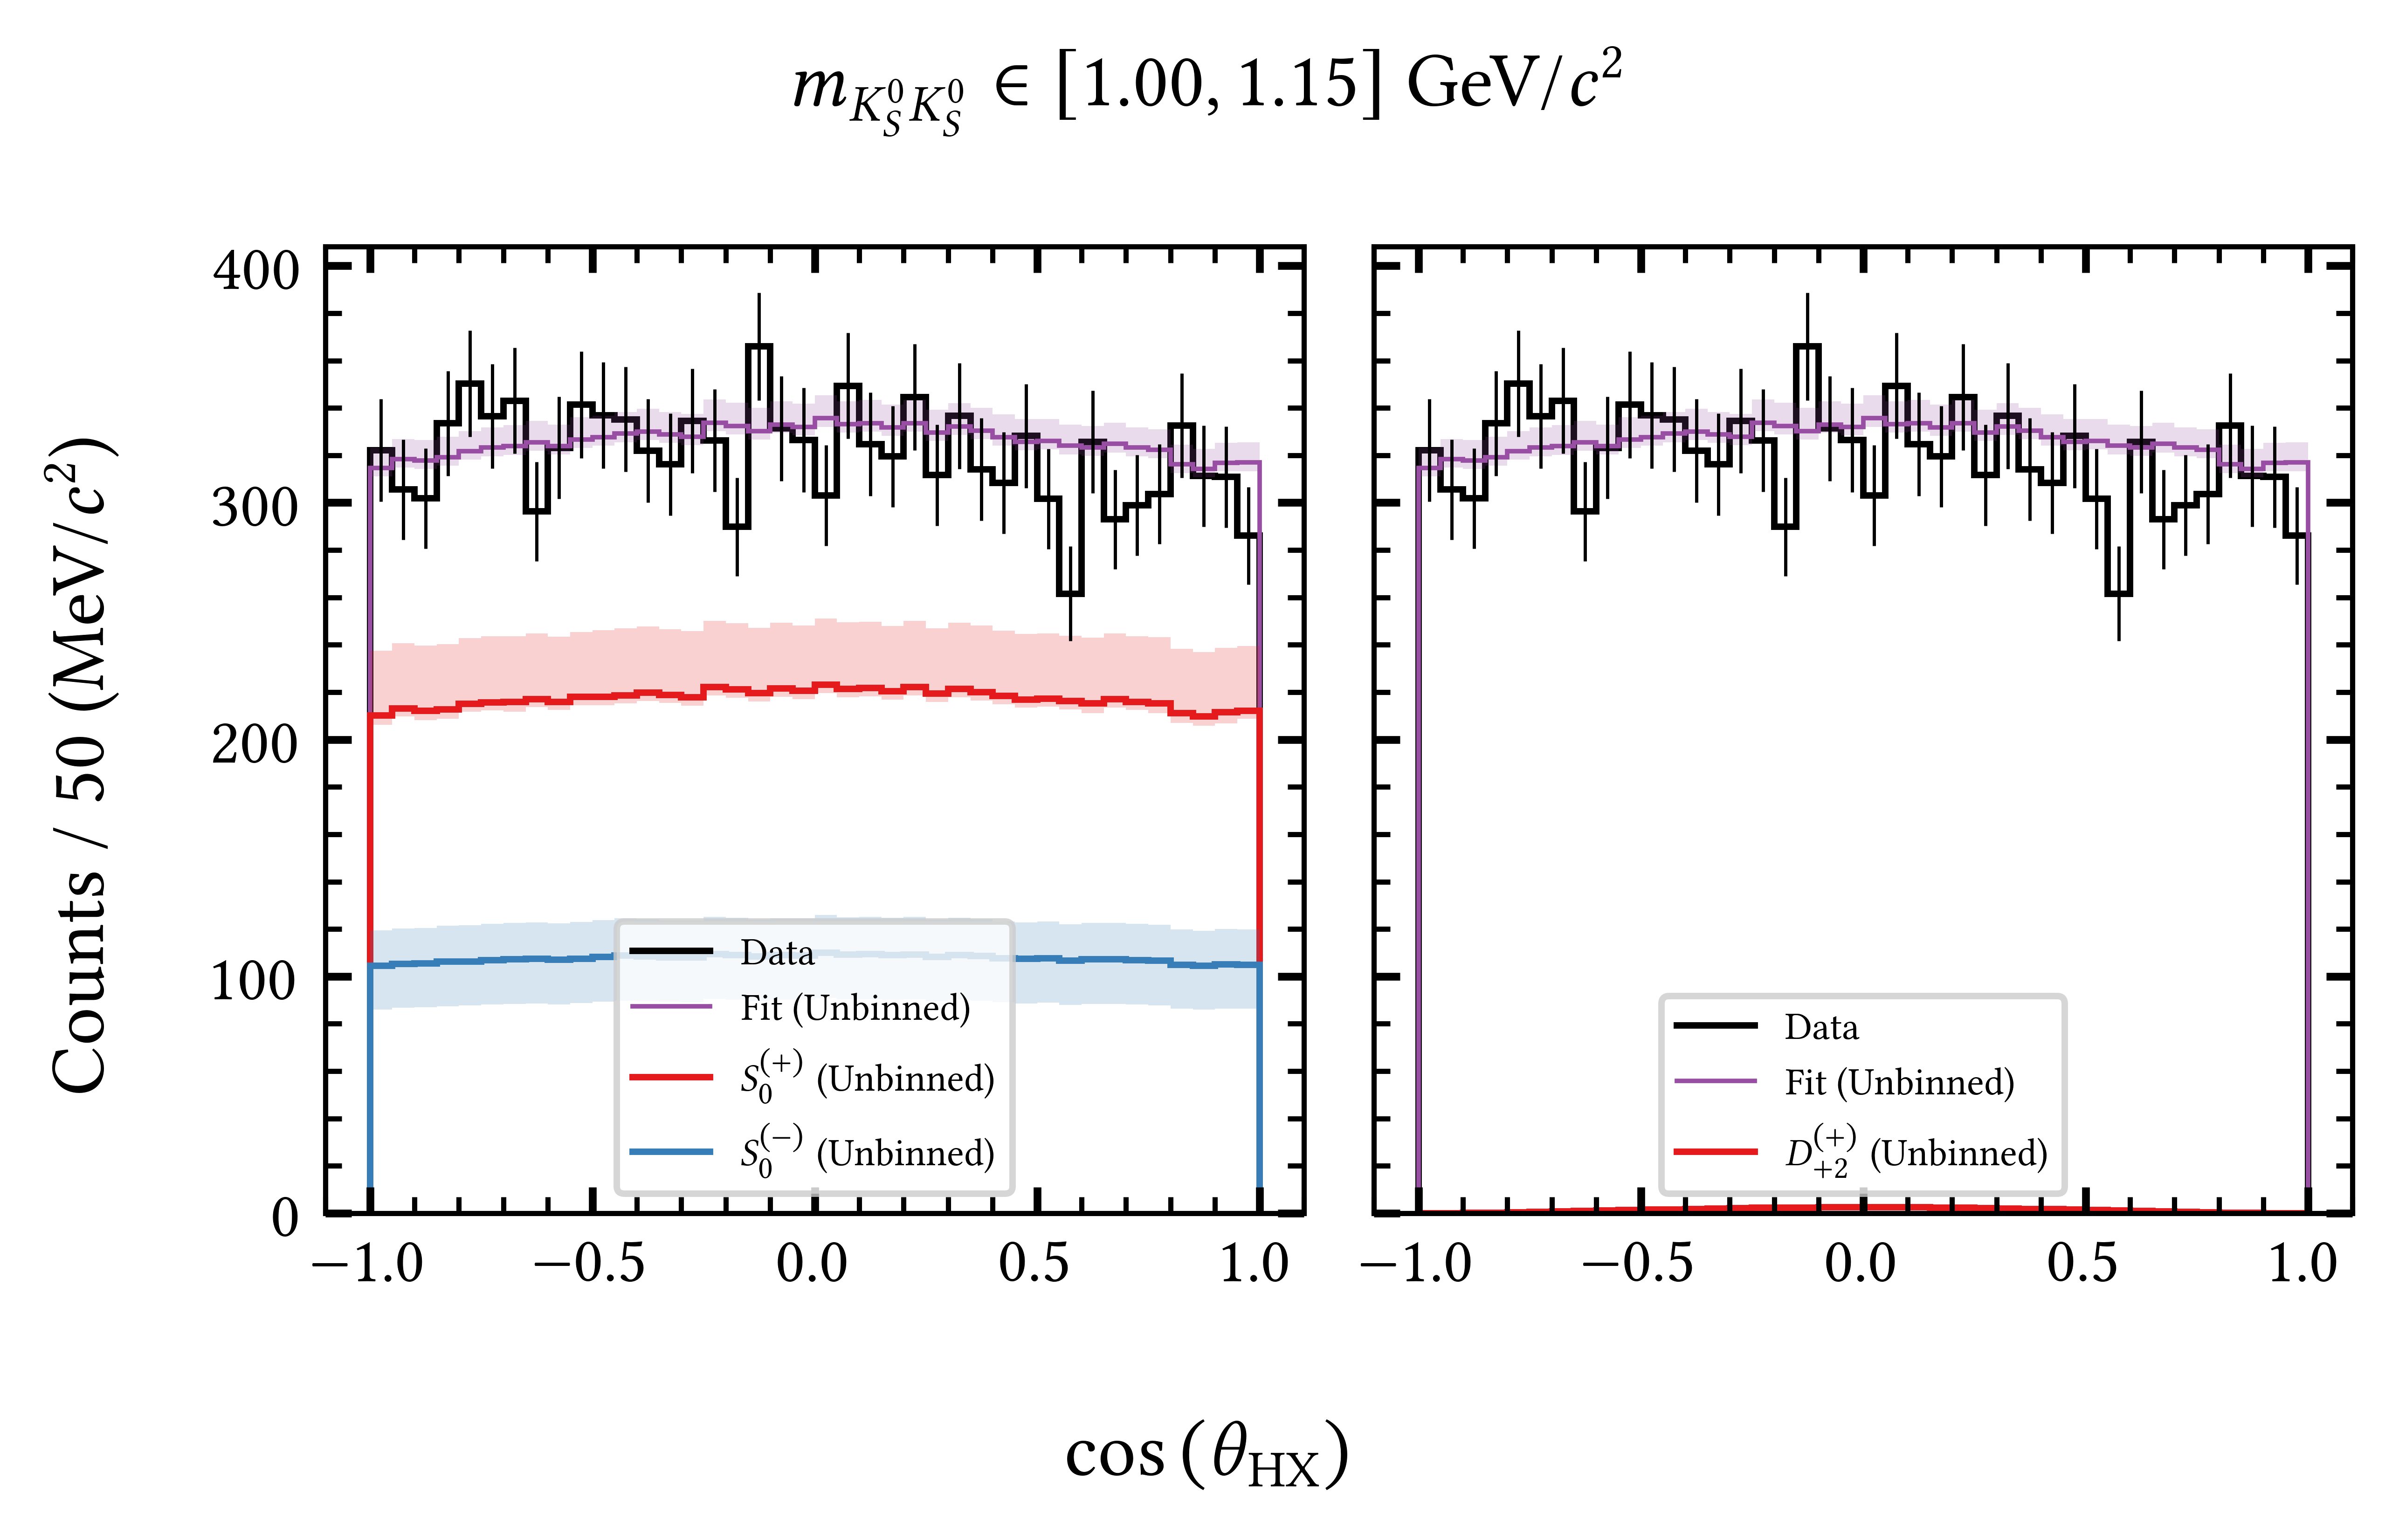 m_{K_S^0 K_S^0} ∈ [1.00, 1.15] GeV/c²
Counts / 50 (MeV/c²)
400
300
200
100
0
Data
Fit (Unbinned)
S_0^{(+)} (Unbinned)
S_0^{(−)} (Unbinned)
Data
Fit (Unbinned)
D_{+2}^{(+)} (Unbinned)
−1.0 −0.5 0.0 0.5 1.0
−1.0 −0.5 0.0 0.5 1.0
cos (θ_{HX})